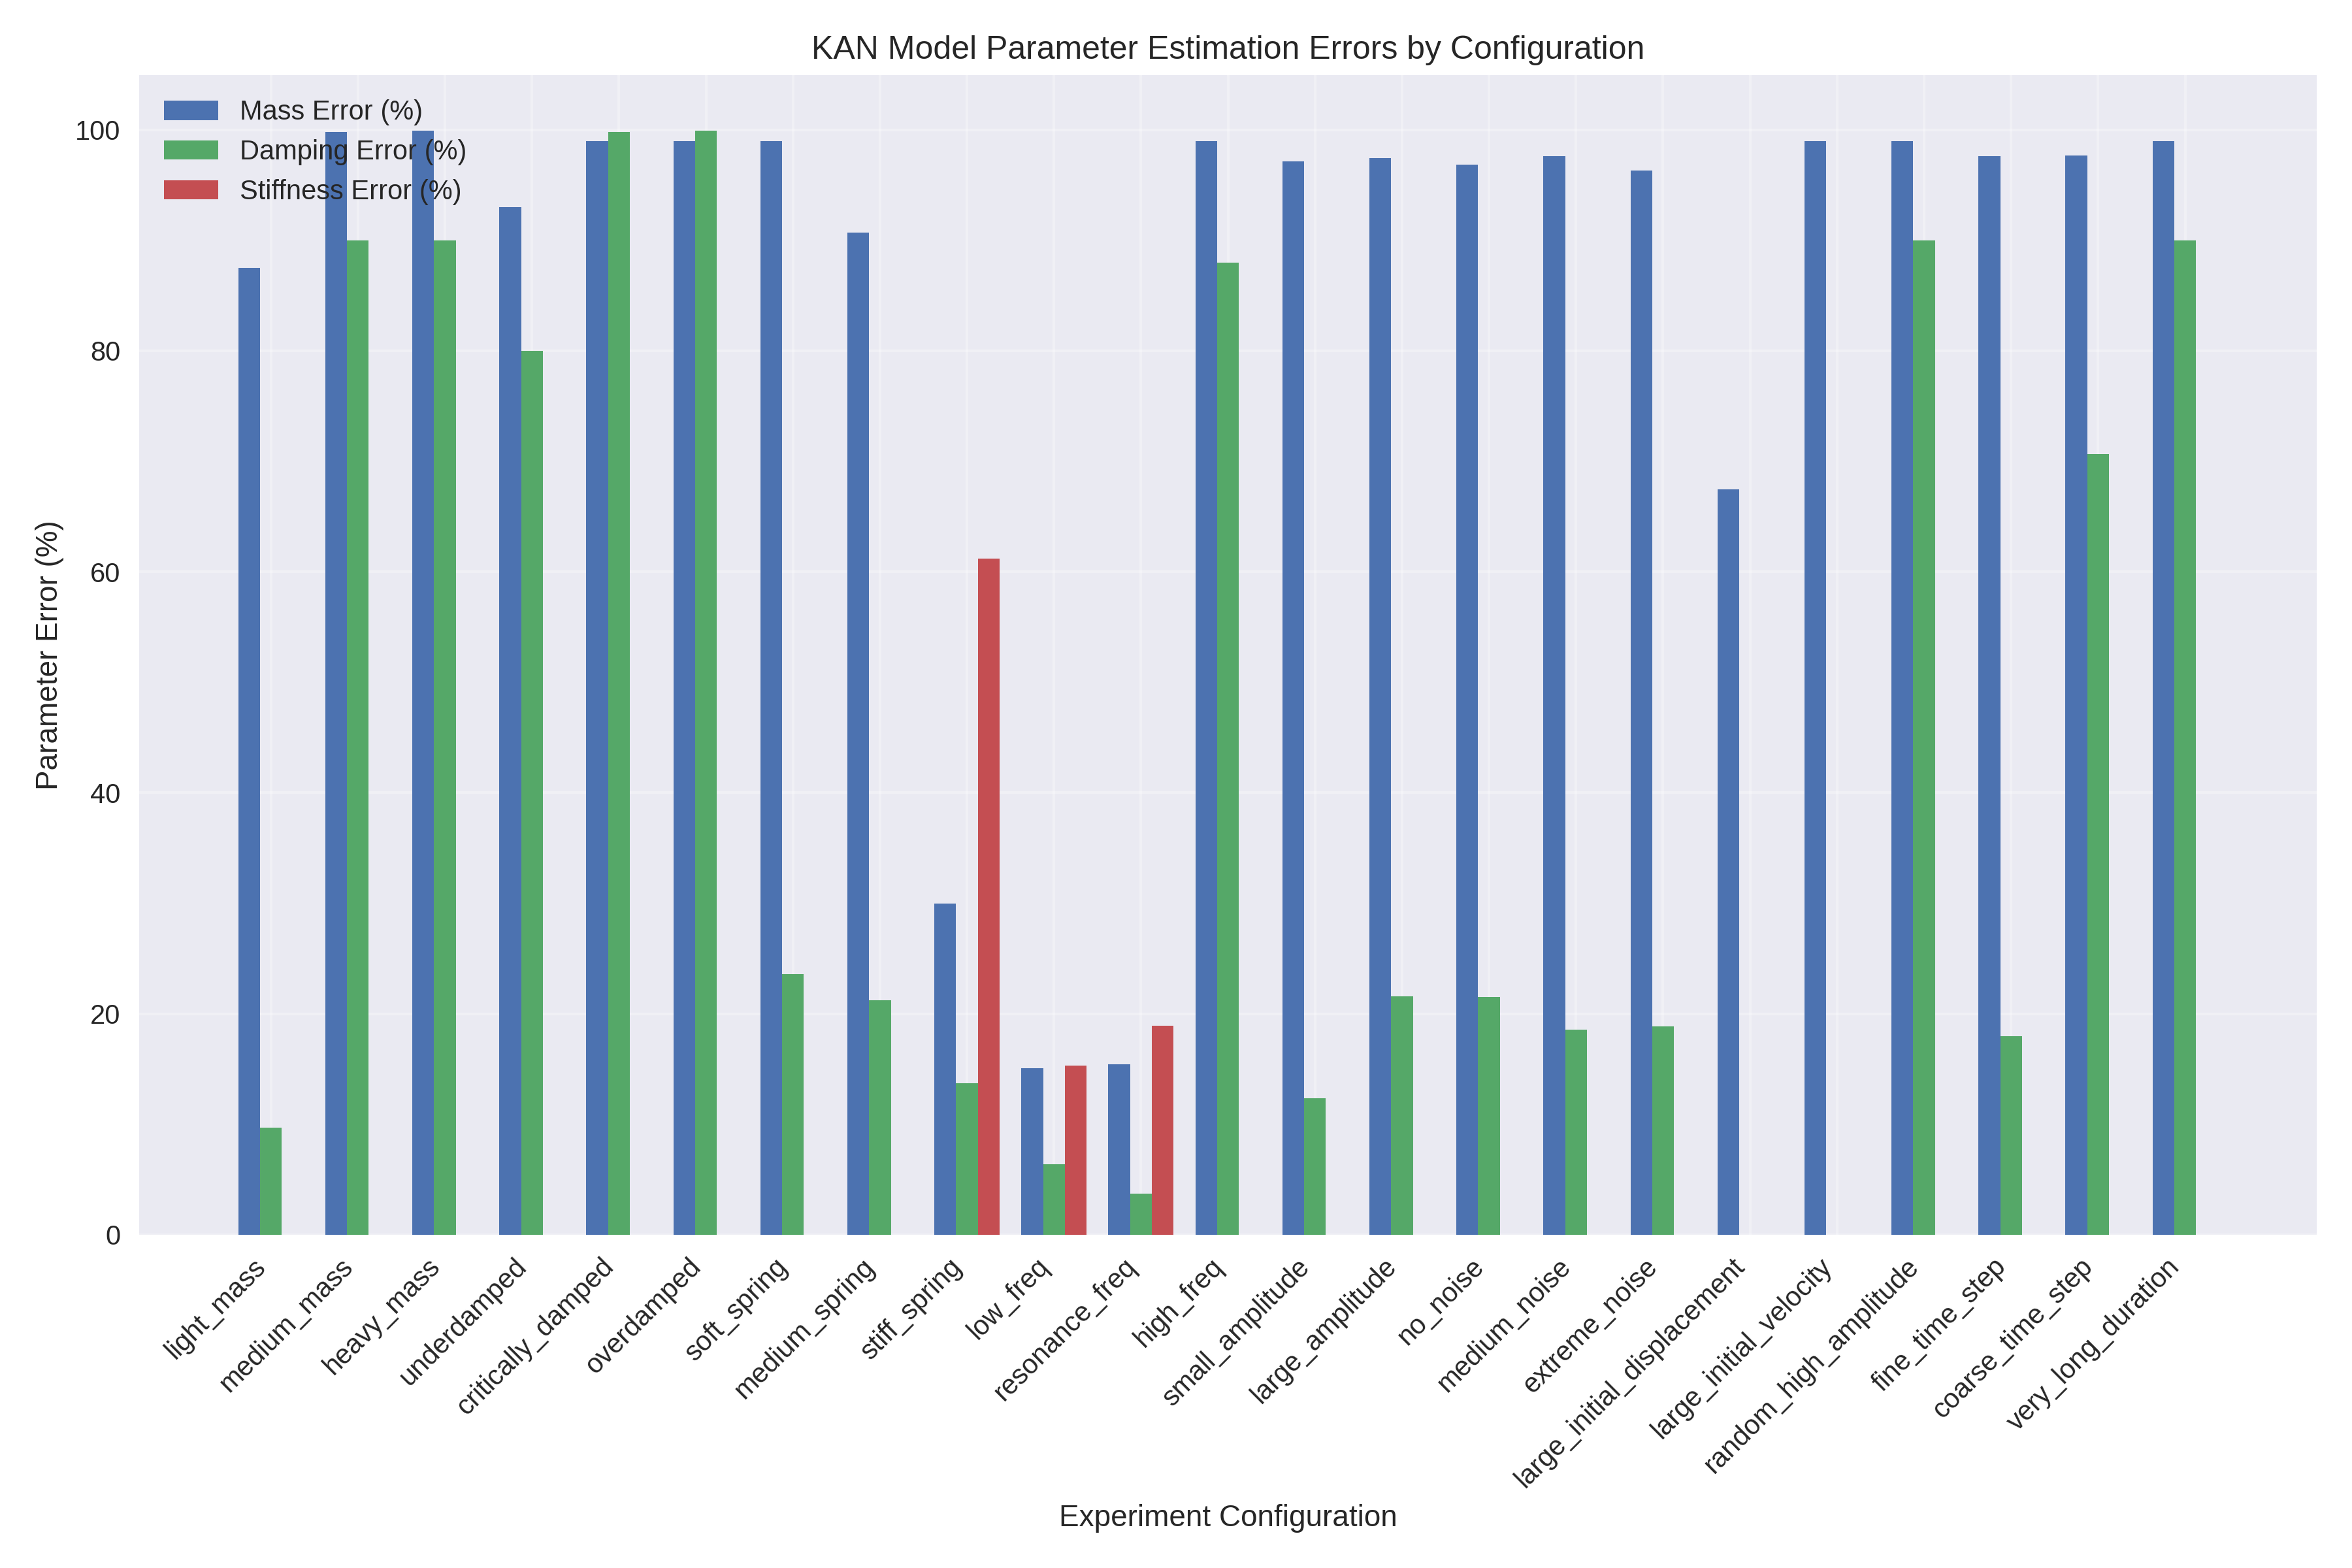 KAN Model Parameter Estimation Errors by Configuration
Mass Error (%)
Damping Error (%)
Stiffness Error (%)
Parameter Error (%)
100
80
60
40
20
0
light_mass
medium_mass
heavy_mass
underdamped
critically_damped
overdamped
soft_spring
medium_spring
stiff_spring
low_freq
resonance_freq
high_freq
small_amplitude
large_amplitude
no_noise
medium_noise
extreme_noise
large_initial_displacement
large_initial_velocity
random_high_amplitude
fine_time_step
coarse_time_step
very_long_duration
Experiment Configuration